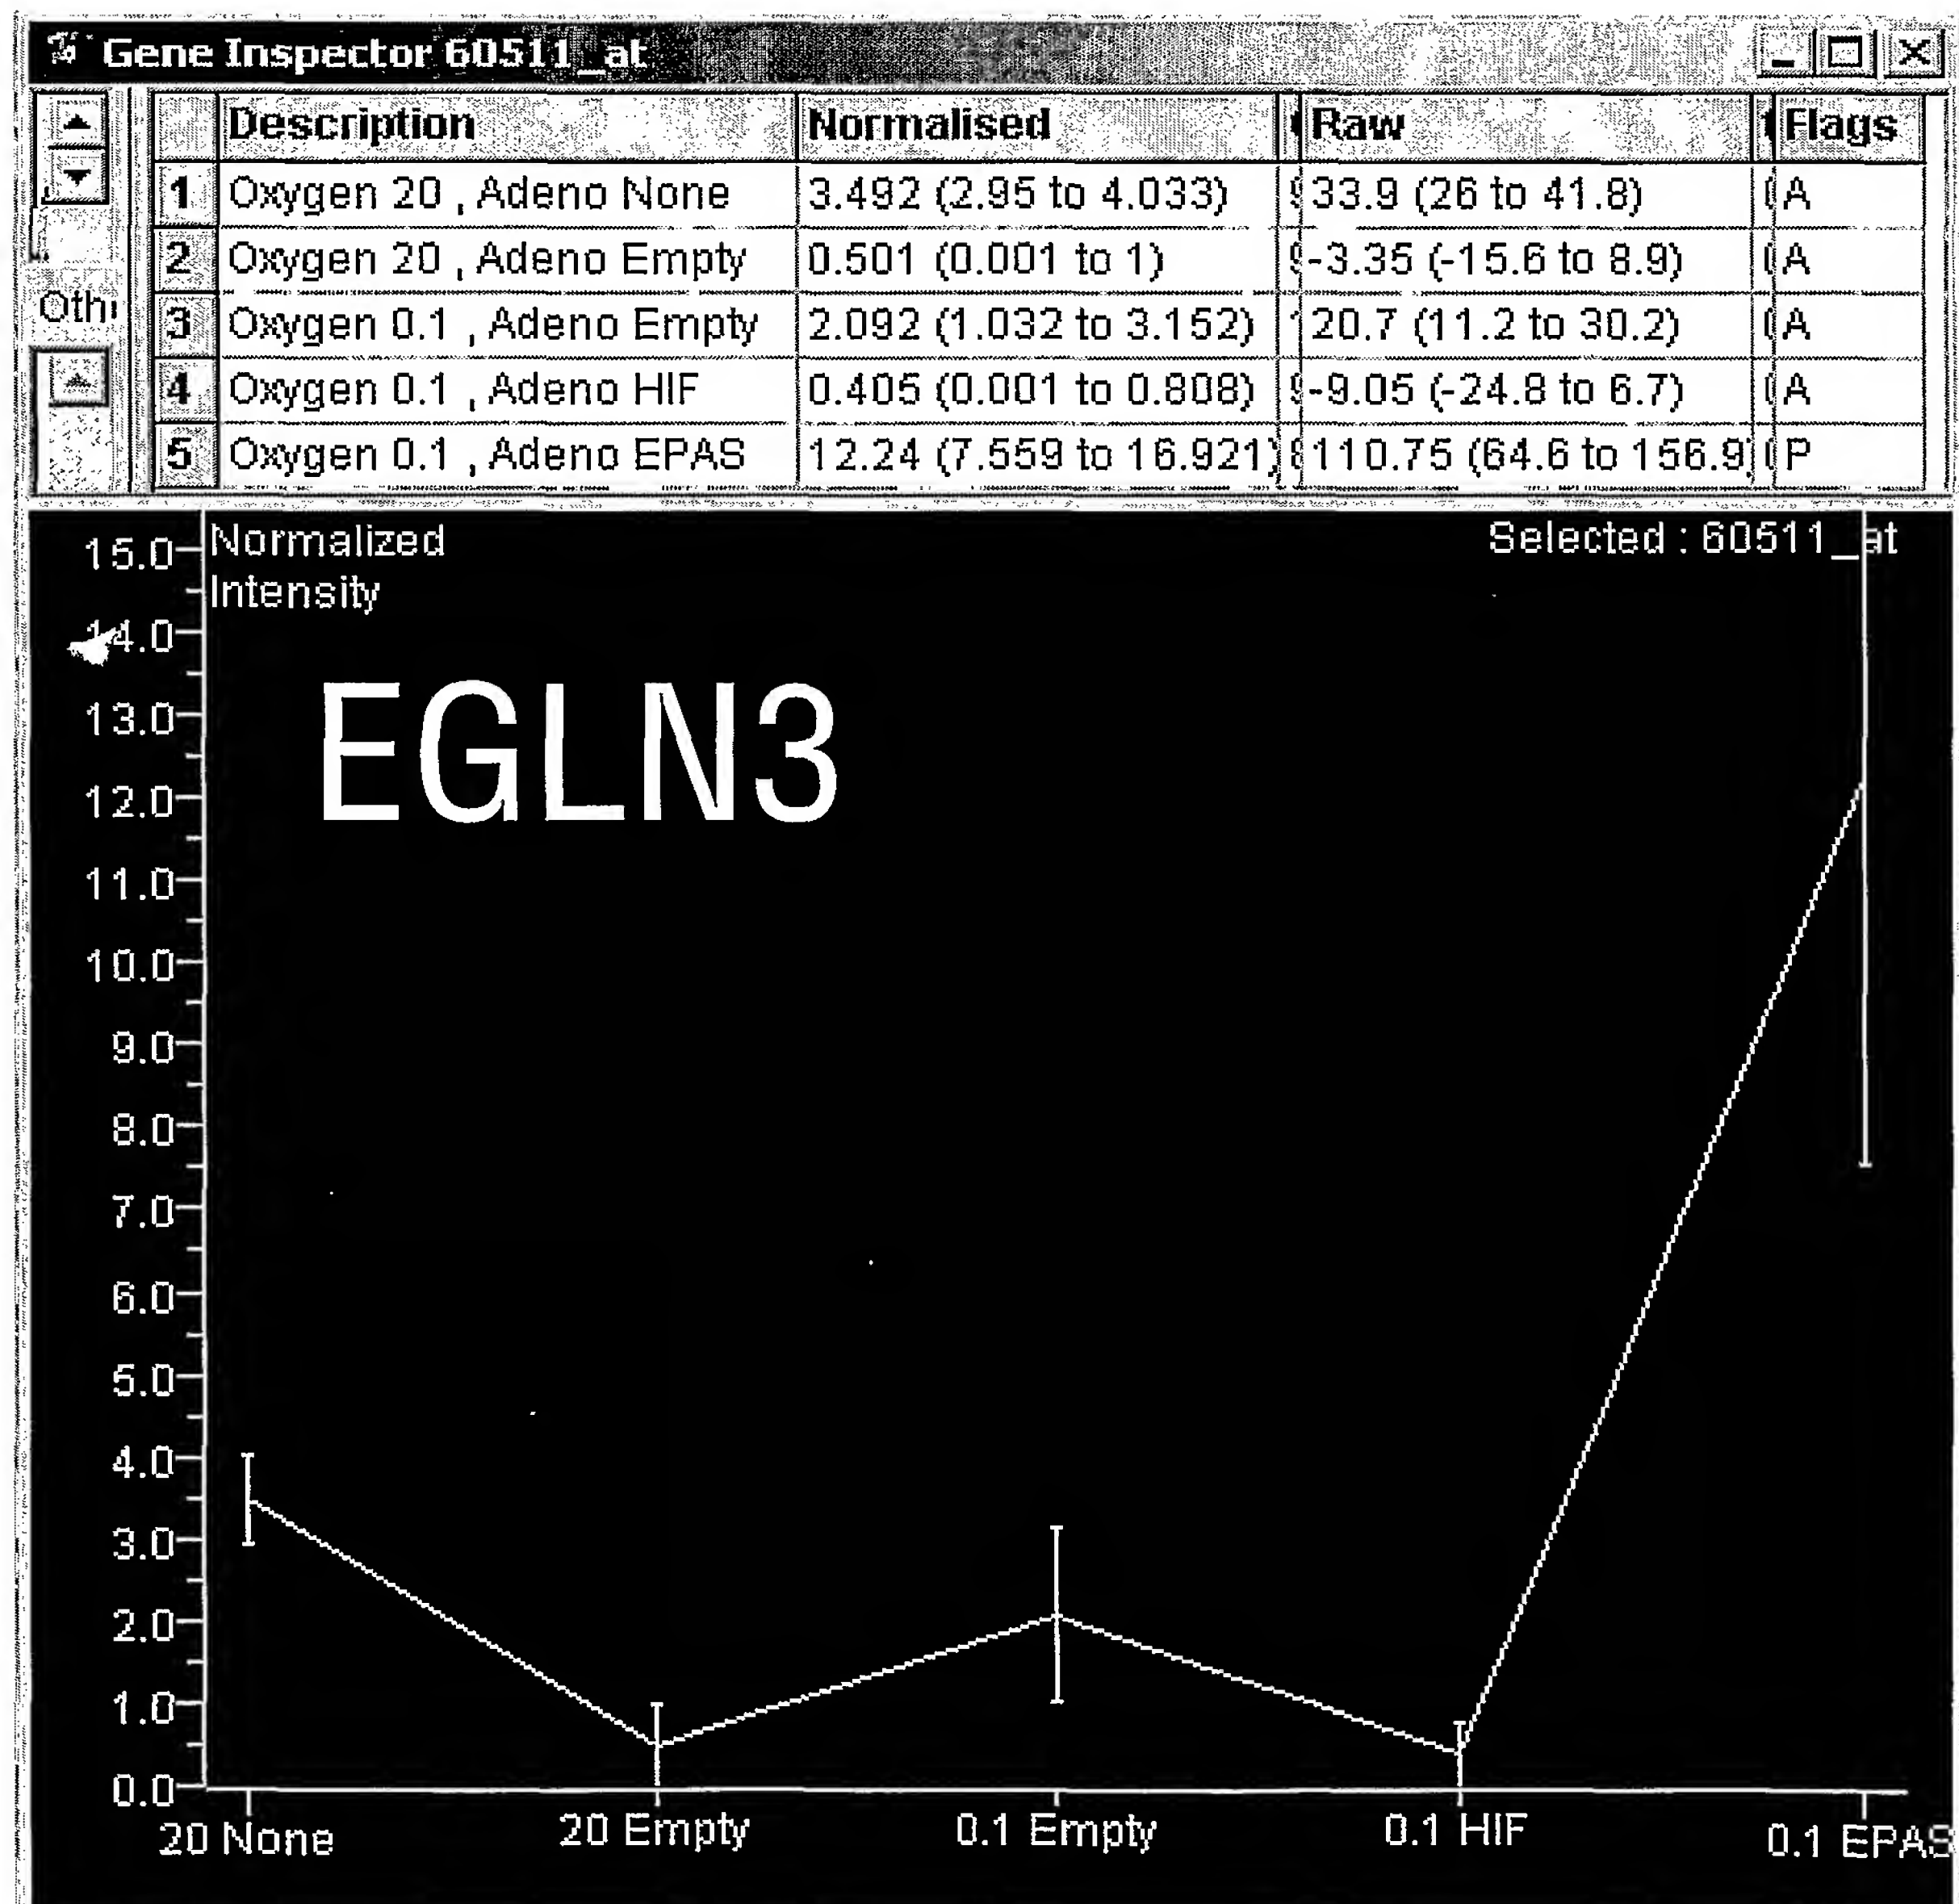 Gene Inspector 60511_at
Description Normalised Raw Flags
1 Oxygen 20 , Adeno None 3.492 (2.95 to 4.033) 33.9 (26 to 41.8) A
2 Oxygen 20 , Adeno Empty 0.501 (0.001 to 1) -3.35 (-15.6 to 8.9) A
3 Oxygen 0.1 , Adeno Empty 2.092 (1.032 to 3.152) 20.7 (11.2 to 30.2) A
4 Oxygen 0.1 , Adeno HIF 0.405 (0.001 to 0.808) -9.05 (-24.8 to 6.7) A
5 Oxygen 0.1 , Adeno EPAS 12.24 (7.559 to 16.921) 110.75 (64.6 to 156.9) P
Normalized
Intensity
Selected : 60511_at
EGLN3
15.0
14.0
13.0
12.0
11.0
10.0
9.0
8.0
7.0
6.0
5.0
4.0
3.0
2.0
1.0
0.0
20 None 20 Empty 0.1 Empty 0.1 HIF 0.1 EPAS